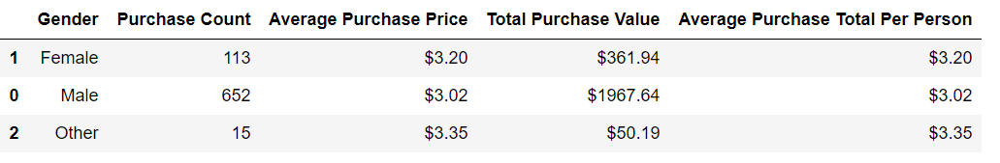 Gender Purchase Count Average Purchase Price Total Purchase Value Average Purchase Total Per Person
1 Female 113 $3.20 $361.94 $3.20
0 Male 652 $3.02 $1967.64 $3.02
2 Other 15 $3.35 $50.19 $3.35